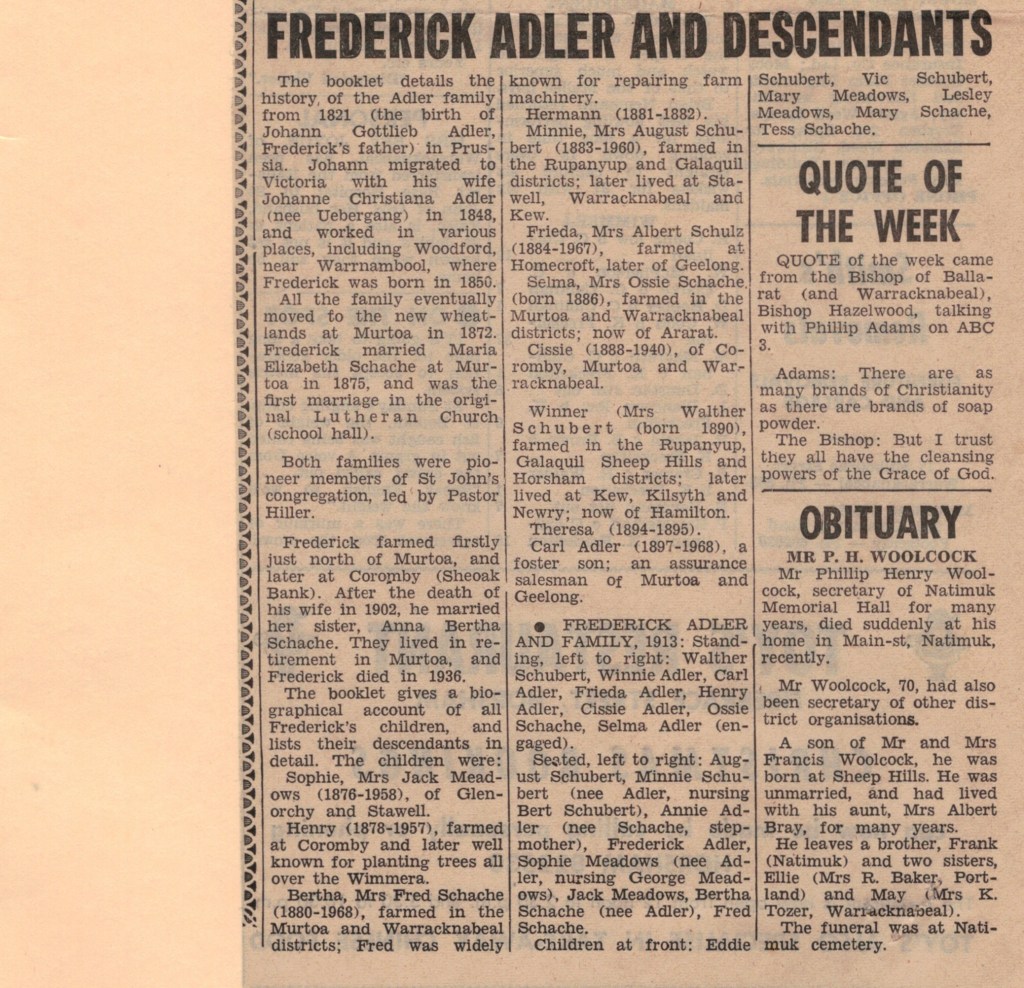 FREDERICK ADLER AND DESCENDANTS
The booklet details the
history of the Adler family
from 1821 (the birth of
Johann Gottlieb Adler,
Frederick's father) in Prus-
sia. Johann migrated to
Victoria with his wife
Johanne Christiana Adler
(nee Uebergang) in 1848,
and worked in various
places, including Woodford,
near Warrnambool, where
Frederick was born in 1850.
All the family eventually
moved to the new wheat-
lands at Murtoa in 1872.
Frederick married Maria
Elizabeth Schache at Mur-
toa in 1875, and was the
first marriage in the origi-
nal Lutheran Church
(school hall).
Both families were pio-
neer members of St John's
congregation, led by Pastor
Hiller.
Frederick farmed firstly
just north of Murtoa, and
later at Coromby (Sheoak
Bank). After the death of
his wife in 1902, he married
her sister, Anna Bertha
Schache. They lived in re-
tirement in Murtoa, and
Frederick died in 1936.
The booklet gives a bio-
graphical account of all
Frederick's children, and
lists their descendants in
detail. The children were:
Sophie, Mrs Jack Mead-
ows (1876-1958), of Glen-
orchy and Stawell.
Henry (1878-1957), farmed
at Coromby and later well
known for planting trees all
over the Wimmera.
Bertha, Mrs Fred Schache
(1880-1968), farmed in the
Murtoa and Warracknabeal
districts; Fred was widely
known for repairing farm
machinery.
Hermann (1881-1882).
Minnie, Mrs August Schu-
bert (1883-1960), farmed in
the Rupanyup and Galaquil
districts; later lived at Sta-
well, Warracknabeal and
Kew.
Frieda, Mrs Albert Schulz
(1884-1967), farmed at
Homecroft, later of Geelong.
Selma, Mrs Ossie Schache
(born 1886), farmed in the
Murtoa and Warracknabeal
districts; now of Ararat.
Cissie (1888-1940), of Co-
romby, Murtoa and War-
racknabeal.
Winner (Mrs Walther
Schubert (born 1890),
farmed in the Rupanyup,
Galaquil Sheep Hills and
Horsham districts; later
lived at Kew, Kilsyth and
Newry; now of Hamilton.
Theresa (1894-1895).
Carl Adler (1897-1968), a
foster son; an assurance
salesman of Murtoa and
Geelong.
● FREDERICK ADLER
AND FAMILY, 1913: Stand-
ing, left to right: Walther
Schubert, Winnie Adler, Carl
Adler, Frieda Adler, Henry
Adler, Cissie Adler, Ossie
Schache, Selma Adler (en-
gaged).
Seated, left to right: Aug-
ust Schubert, Minnie Schu-
bert (nee Adler, nursing
Bert Schubert), Annie Ad-
ler (nee Schache, step-
mother), Frederick Adler,
Sophie Meadows (nee Ad-
ler, nursing George Mead-
ows), Jack Meadows, Bertha
Schache (nee Adler), Fred
Schache.
Children at front: Eddie
Schubert, Vic Schubert,
Mary Meadows, Lesley
Meadows, Mary Schache,
Tess Schache.
QUOTE OF
THE WEEK
QUOTE of the week came
from the Bishop of Balla-
rat (and Warracknabeal),
Bishop Hazelwood, talking
with Phillip Adams on ABC
3.
Adams: There are as
many brands of Christianity
as there are brands of soap
powder.
The Bishop: But I trust
they all have the cleansing
powers of the Grace of God.
OBITUARY
MR P. H. WOOLCOCK
Mr Phillip Henry Wool-
cock, secretary of Natimuk
Memorial Hall for many
years, died suddenly at his
home in Main-st, Natimuk,
recently.
Mr Woolcock, 70, had also
been secretary of other dis-
trict organisations.
A son of Mr and Mrs
Francis Woolcock, he was
born at Sheep Hills. He was
unmarried, and had lived
with his aunt, Mrs Albert
Bray, for many years.
He leaves a brother, Frank
(Natimuk) and two sisters,
Ellie (Mrs R. Baker, Port-
land) and May (Mrs K.
Tozer, Warracknabeal).
The funeral was at Nati-
muk cemetery.